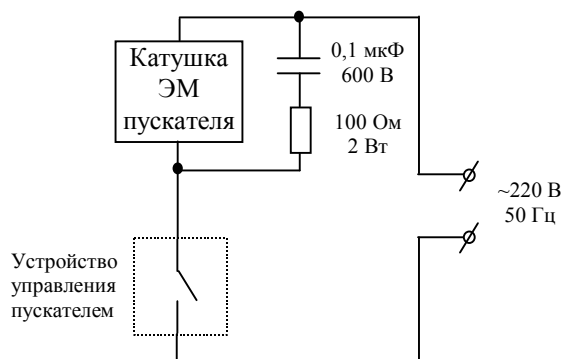 Катушка
ЭМ
пускателя
0,1 мкФ
600 В
100 Ом
2 Вт
~220 В
50 Гц
Устройство
управления
пускателем